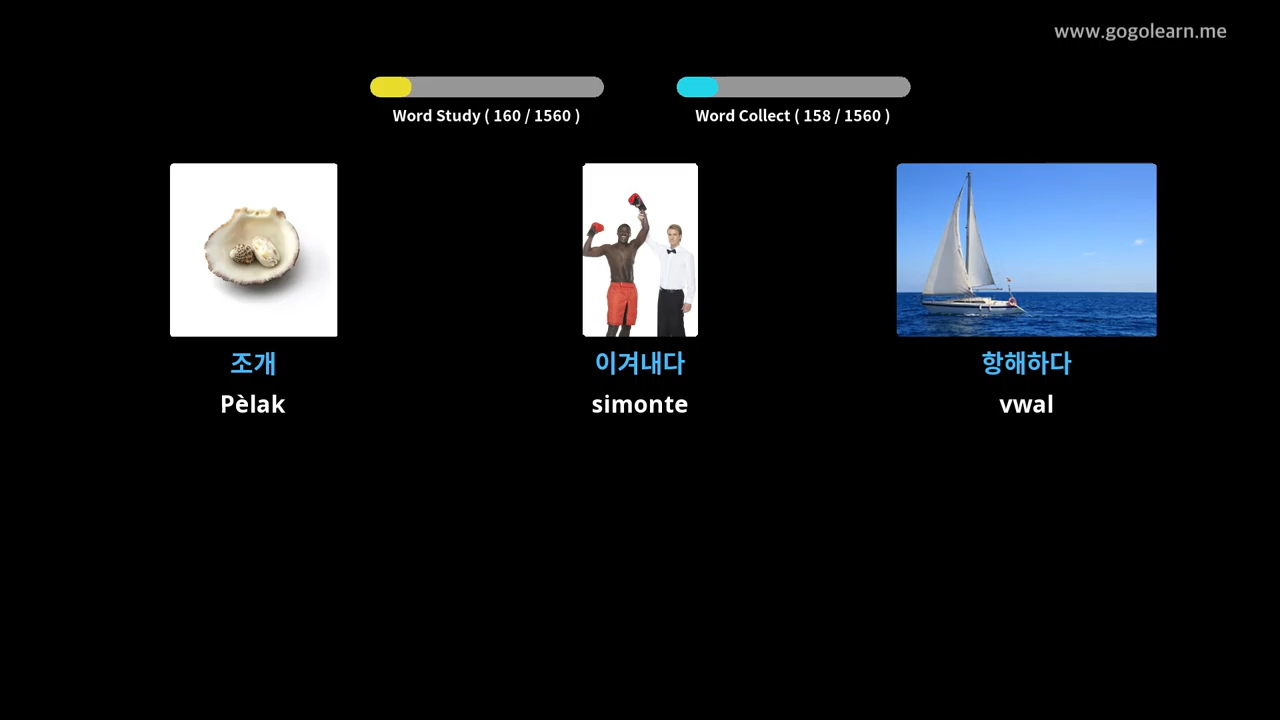 www.gogolearn.me
Word Study ( 160 / 1560 )
Word Collect ( 158 / 1560 )
조개
이겨내다
항해하다
Pèlak
simonte
vwal